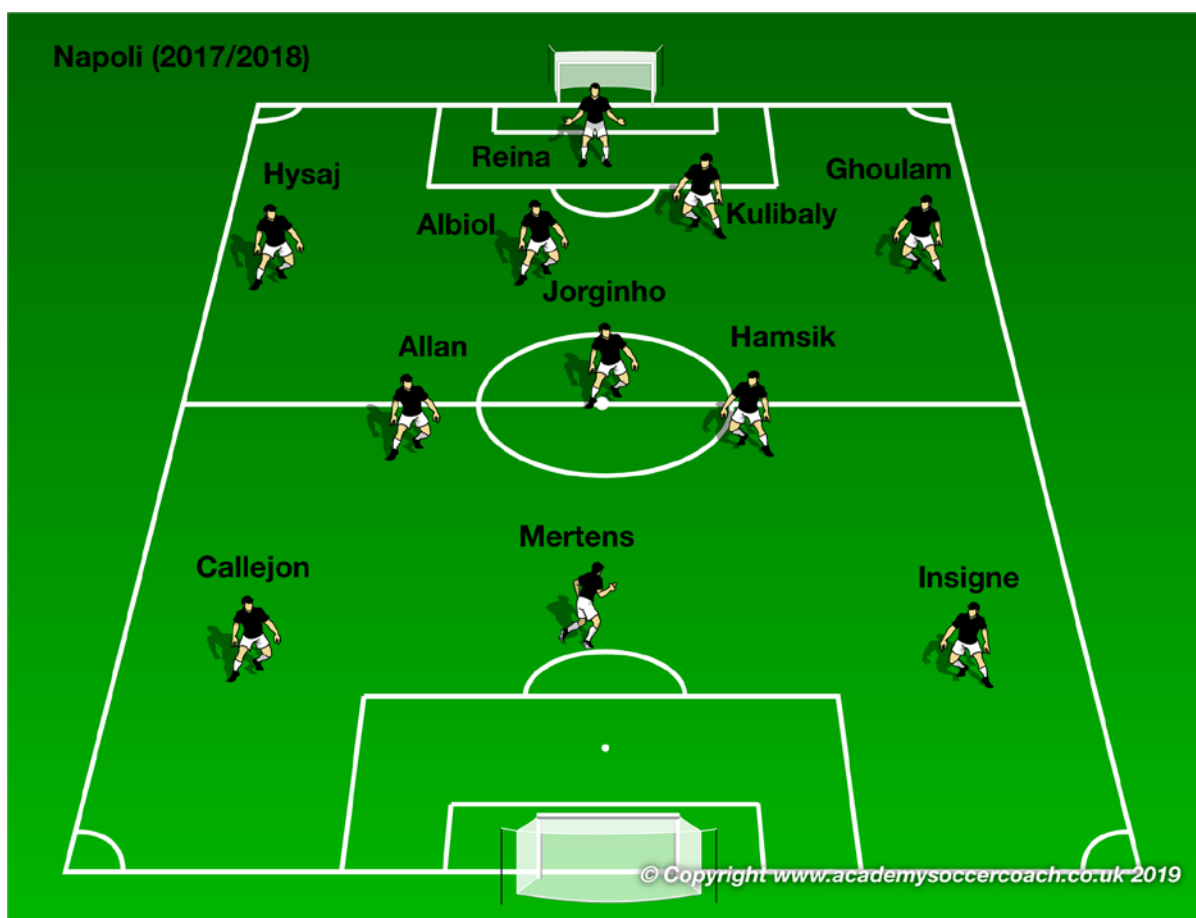 Napoli (2017/2018)
Reina
Hysaj
Ghoulam
Albiol
Kulibaly
Jorginho
Allan
Hamsik
Mertens
Callejon
Insigne
© Copyright www.academysoccercoach.co.uk 2019